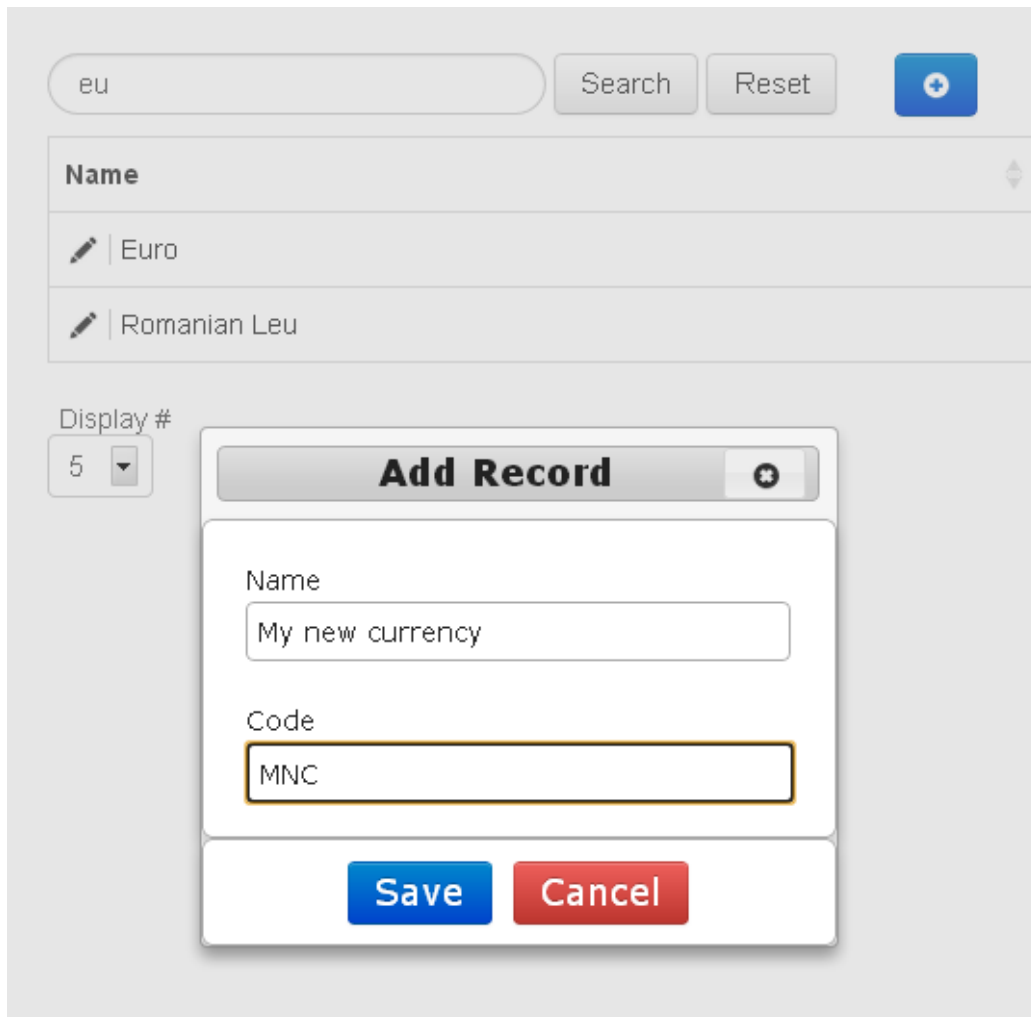 eu Search Reset
Name
Euro
Romanian Leu
Display #
5
Add Record
Name
My new currency
Code
MNC
Save Cancel